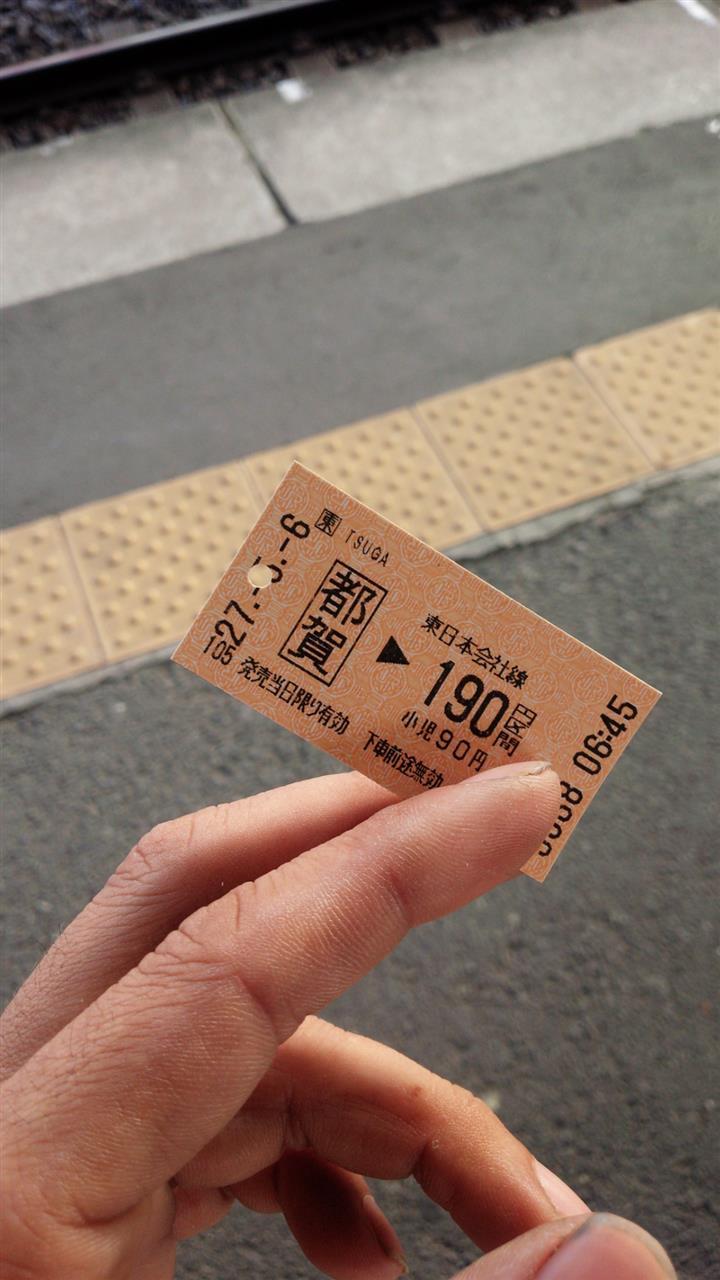 東 TSUGA
都賀 ▶ 東日本会社線
190円区間
小児90円
発売当日限り有効
下車前途無効
27.-5.-6
105
06:45